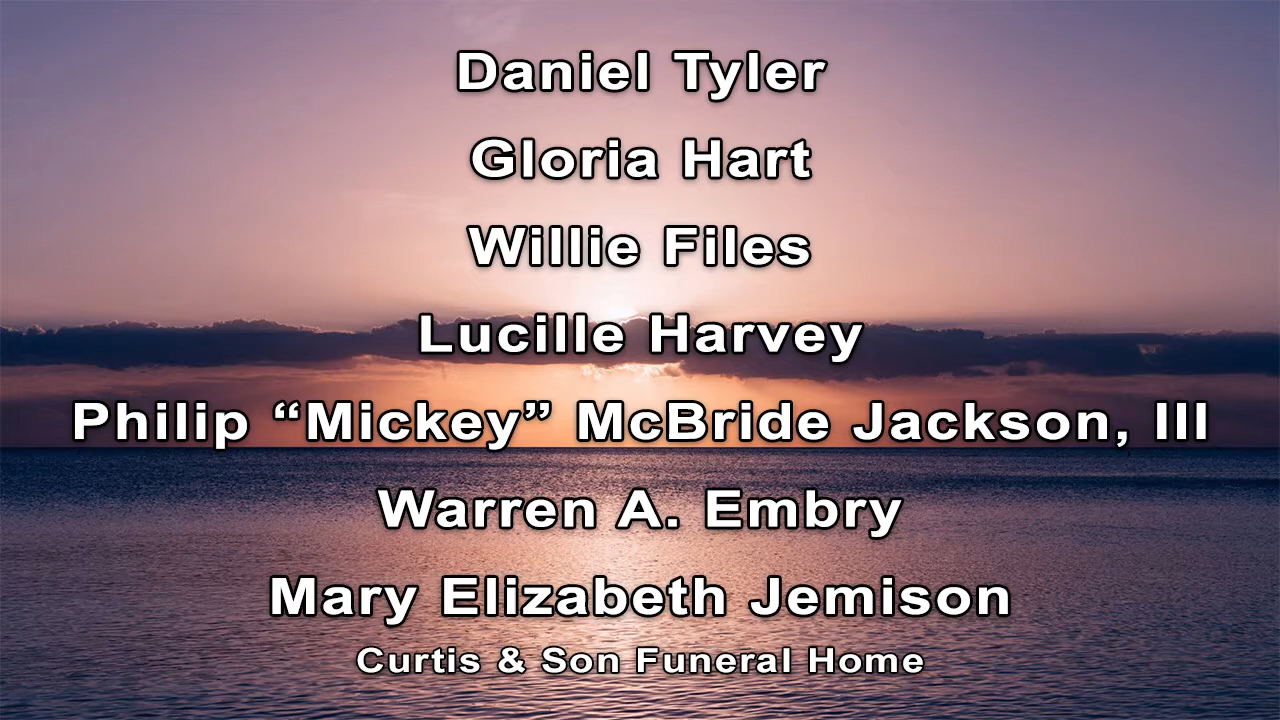 Daniel Tyler
Gloria Hart
Willie Files
Lucille Harvey
Philip “Mickey” McBride Jackson, III
Warren A. Embry
Mary Elizabeth Jemison
Curtis & Son Funeral Home